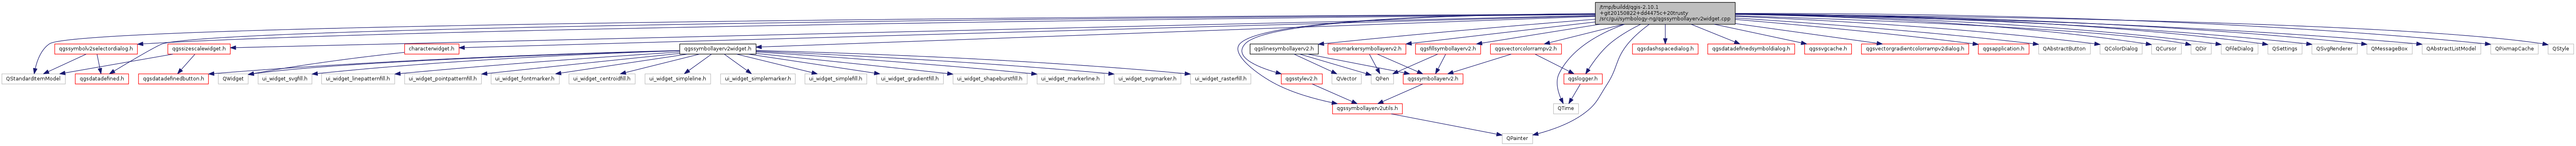 /tmp/buildd/qgis-2.10.1
+git20150822+dd4475c+20trusty
/src/gui/symbology-ng/qgssymbollayerv2widget.cpp
qgssymbolv2selectordialog.h
qgssizescalewidget.h
characterwidget.h
qgssymbollayerv2widget.h
qgslinesymbollayerv2.h
qgsmarkersymbollayerv2.h
qgsfillsymbollayerv2.h
qgsvectorcolorrampv2.h
qgsdashspacedialog.h
qgsdatadefinedsymboldialog.h
qgssvgcache.h
qgsvectorgradientcolorrampv2dialog.h
qgsapplication.h
QAbstractButton
QColorDialog
QCursor
QDir
QFileDialog
QSettings
QSvgRenderer
QMessageBox
QAbstractListModel
QPixmapCache
QStyle
QStandardItemModel
qgsdatadefined.h
qgsdatadefinedbutton.h
QWidget
ui_widget_svgfill.h
ui_widget_linepatternfill.h
ui_widget_pointpatternfill.h
ui_widget_fontmarker.h
ui_widget_centroidfill.h
ui_widget_simpleline.h
ui_widget_simplemarker.h
ui_widget_simplefill.h
ui_widget_gradientfill.h
ui_widget_shapeburstfill.h
ui_widget_markerline.h
ui_widget_svgmarker.h
ui_widget_rasterfill.h
qgsstylev2.h
QVector
QPen
qgssymbollayerv2.h
qgslogger.h
qgssymbollayerv2utils.h
QTime
QPainter